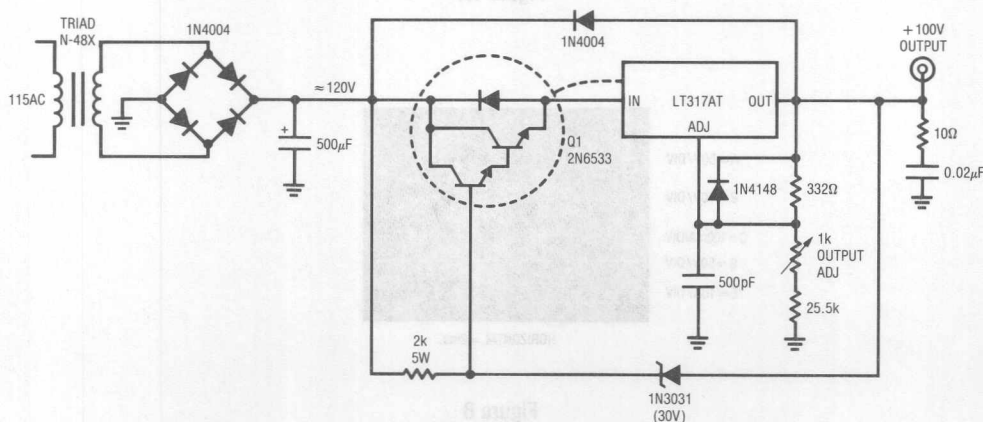 TRIAD
N-48X
1N4004
115AC
≈120V
+
500µF
1N4004
Q1
2N6533
IN
LT317AT
OUT
ADJ
1N4148
332Ω
1k
OUTPUT
ADJ
500pF
25.5k
+100V
OUTPUT
10Ω
0.02µF
2k
5W
1N3031
(30V)
Figure B